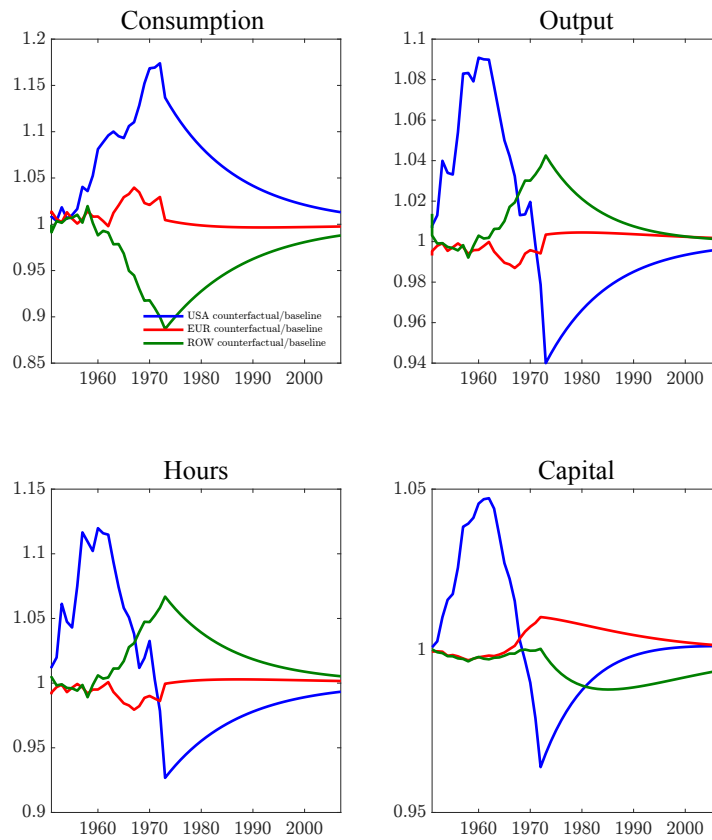 Consumption
1.2
1.15
1.1
1.05
1
0.95
0.9
0.85
USA counterfactual/baseline
EUR counterfactual/baseline
ROW counterfactual/baseline
1960 1970 1980 1990 2000
Output
1.1
1.08
1.06
1.04
1.02
1
0.98
0.96
0.94
1960 1970 1980 1990 2000
Hours
1.15
1.1
1.05
1
0.95
0.9
1960 1970 1980 1990 2000
Capital
1.05
1
0.95
1960 1970 1980 1990 2000